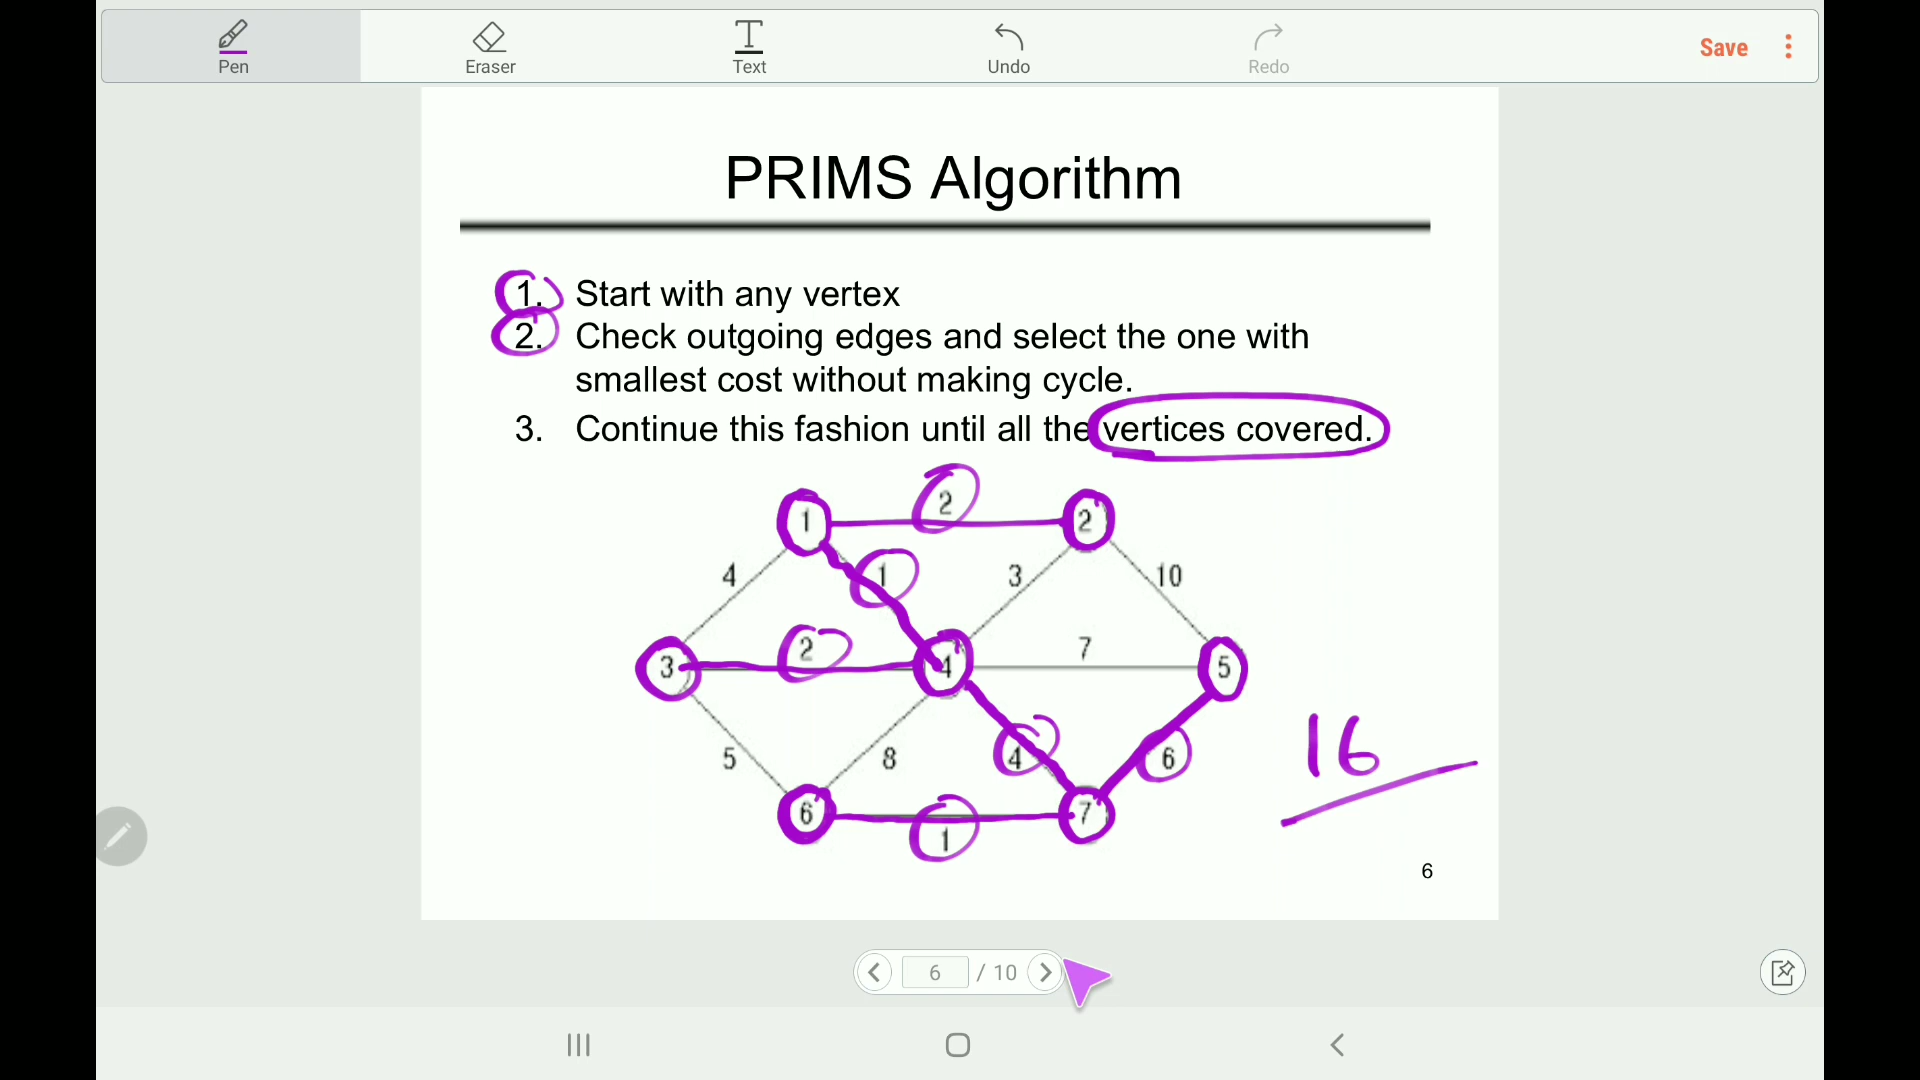 Pen Eraser Text Undo Redo Save
PRIMS Algorithm
1. Start with any vertex
2. Check outgoing edges and select the one with
smallest cost without making cycle.
3. Continue this fashion until all the vertices covered.
1 2 2
4 1 3 10
3 2 4 7 5
5 8 4 6
6 1 7
16
6
6 / 10